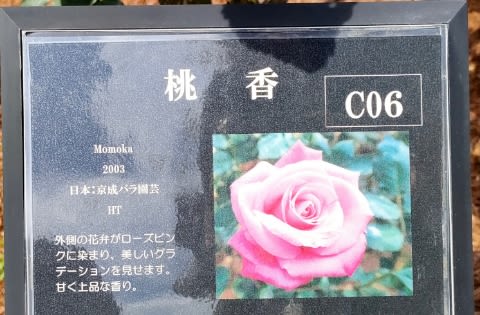 桃 香
C06
Momoka
2003
日本:京成バラ園芸
HT
外側の花弁がローズピン
クに染まり、美しいグラ
デーションを見せます。
甘く上品な香り。